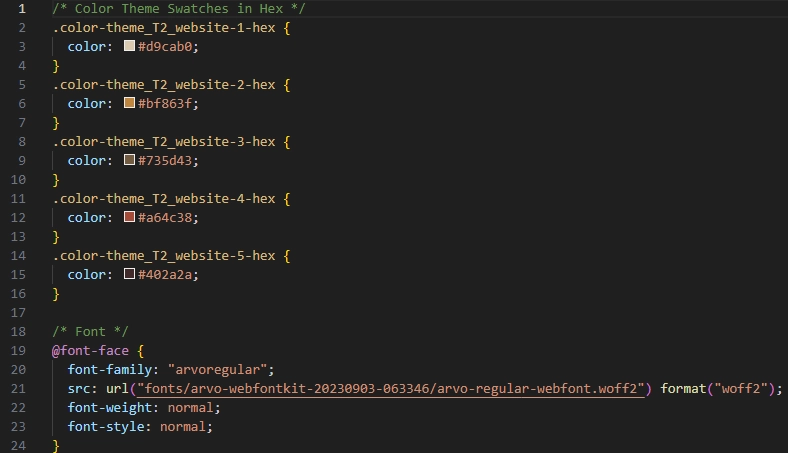 1 /* Color Theme Swatches in Hex */
2 .color-theme_T2_website-1-hex {
3 color: #d9cab0;
4 }
5 .color-theme_T2_website-2-hex {
6 color: #bf863f;
7 }
8 .color-theme_T2_website-3-hex {
9 color: #735d43;
10 }
11 .color-theme_T2_website-4-hex {
12 color: #a64c38;
13 }
14 .color-theme_T2_website-5-hex {
15 color: #402a2a;
16 }
17
18 /* Font */
19 @font-face {
20 font-family: "arvoregular";
21 src: url("fonts/arvo-webfontkit-20230903-063346/arvo-regular-webfont.woff2") format("woff2");
22 font-weight: normal;
23 font-style: normal;
24 }